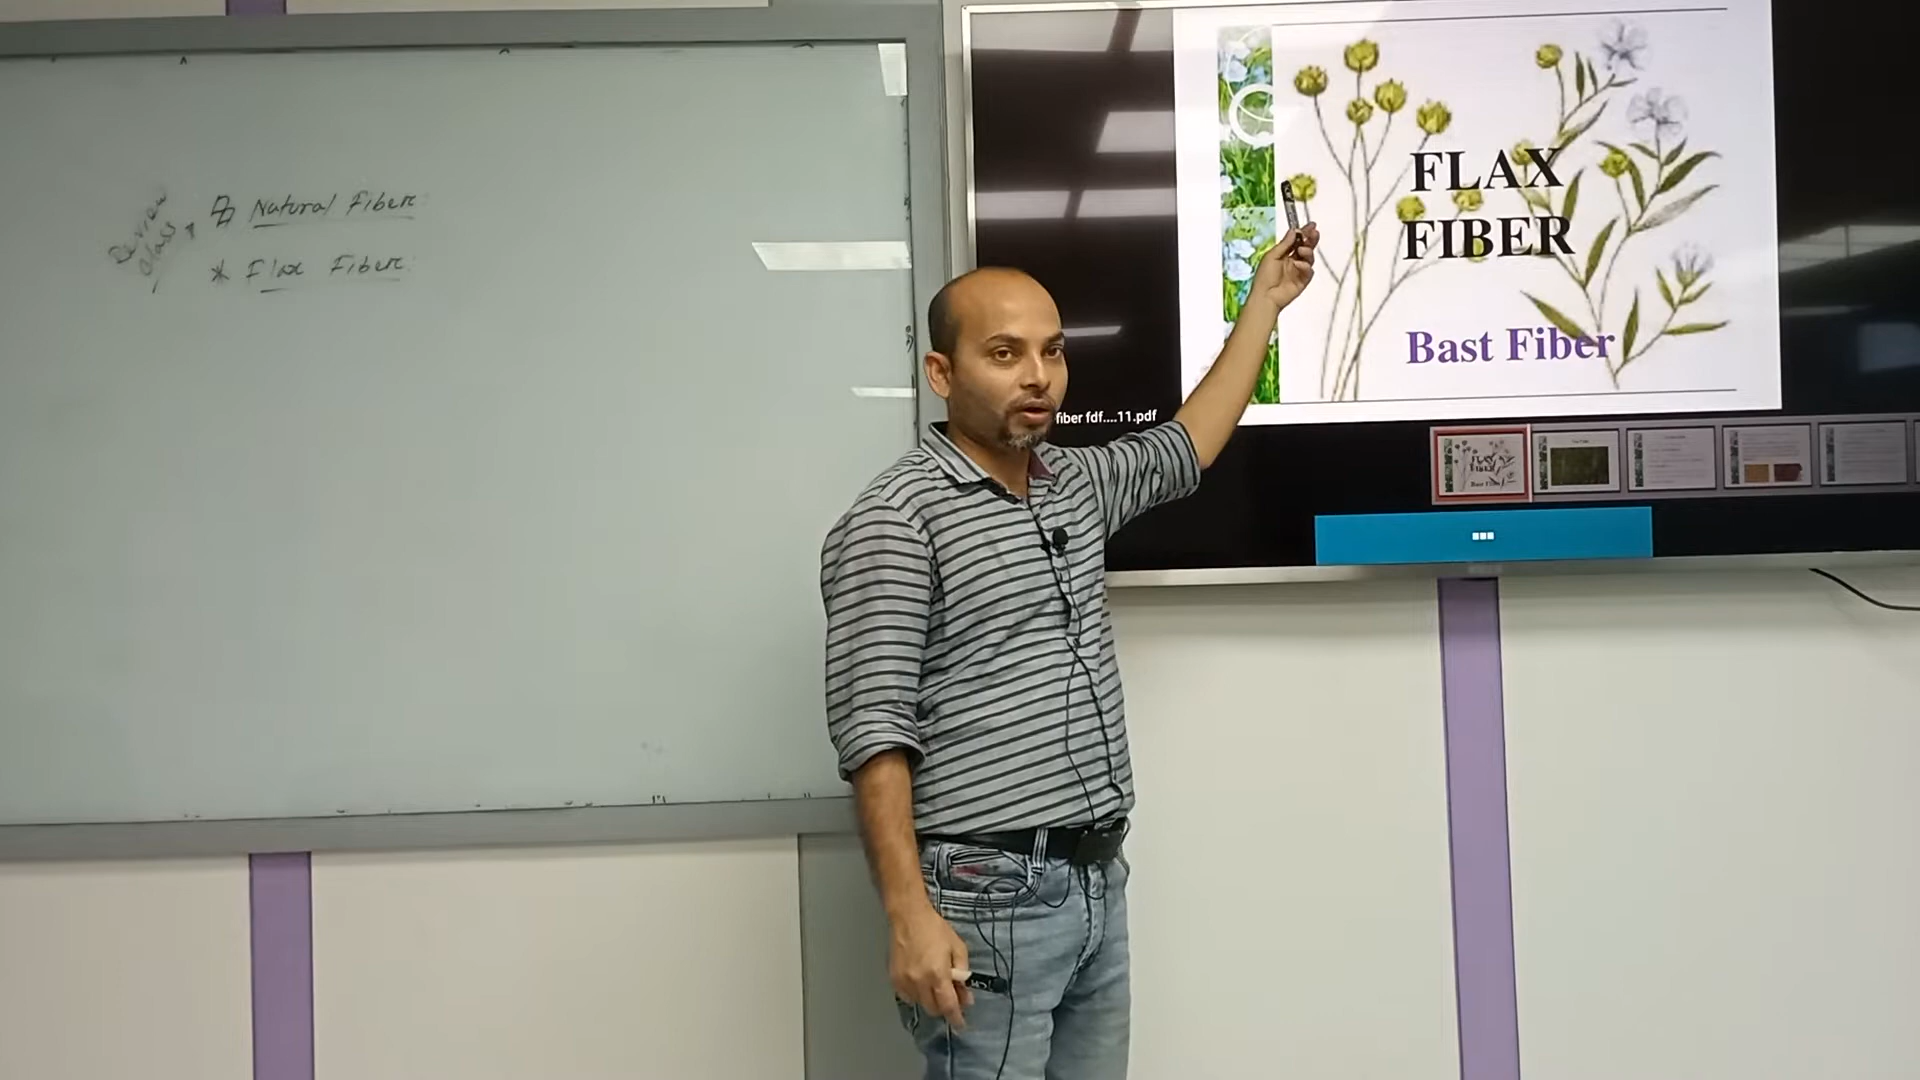 Review
class
Natural Fiber
* Flax Fiber
FLAX
FIBER
Bast Fiber
fiber fdf....11.pdf